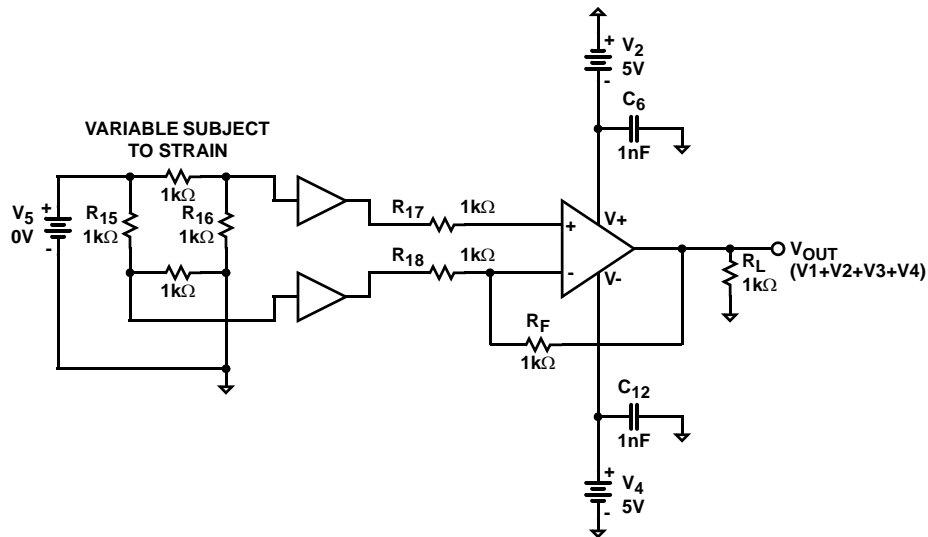 +
V2
5V
-
C6
1nF
VARIABLE SUBJECT
TO STRAIN
1kΩ
V5
0V
+
-
R15
1kΩ
R16
1kΩ
1kΩ
R17
1kΩ
R18
1kΩ
+
-
V+
V-
RF
1kΩ
VOUT
(V1+V2+V3+V4)
RL
1kΩ
C12
1nF
+
V4
5V
-